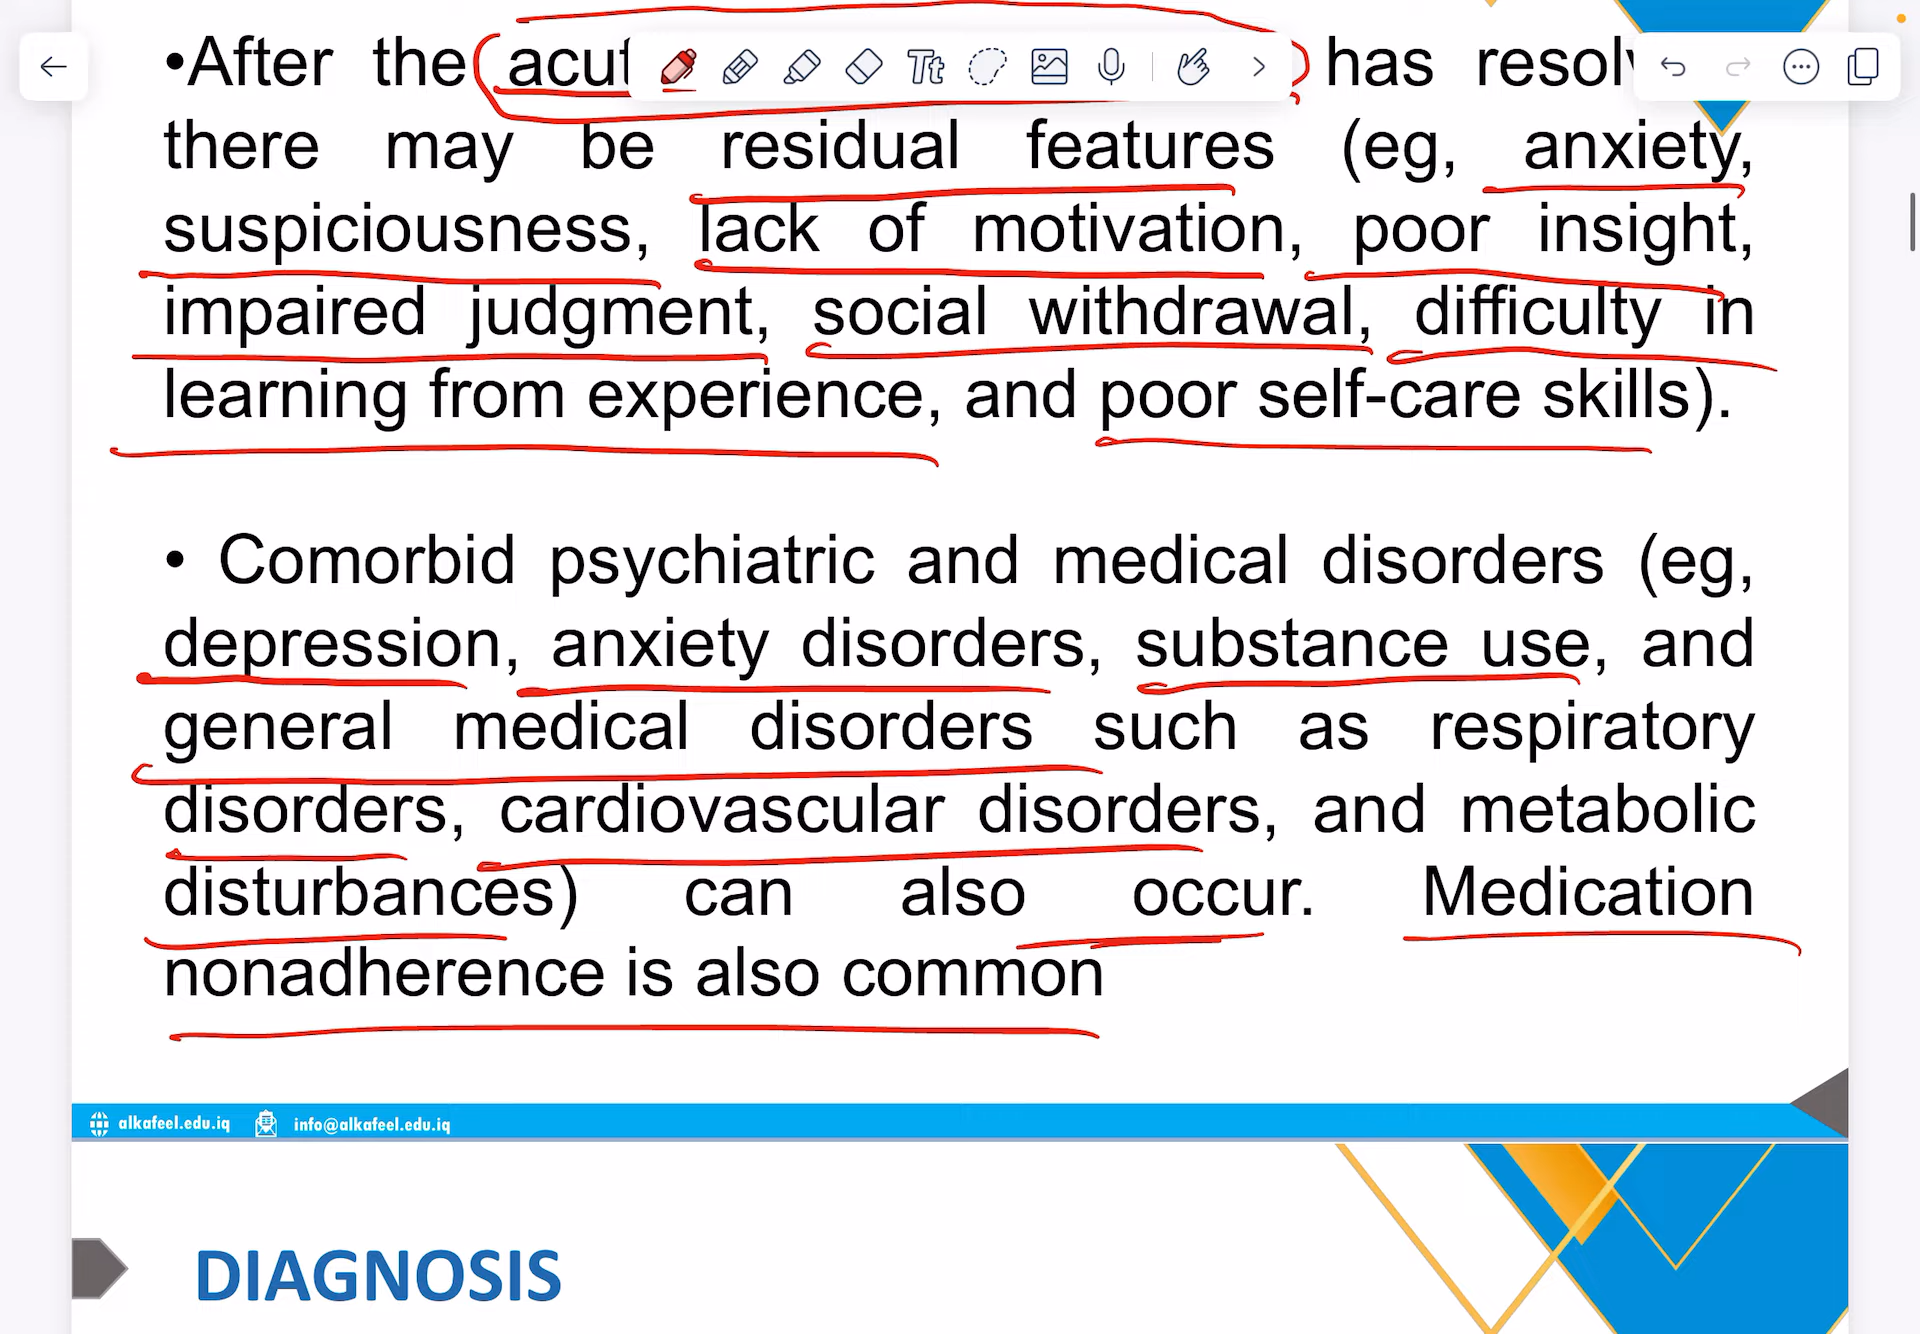 •After the acut has resol
there may be residual features (eg, anxiety,
suspiciousness, lack of motivation, poor insight,
impaired judgment, social withdrawal, difficulty in
learning from experience, and poor self-care skills).
• Comorbid psychiatric and medical disorders (eg,
depression, anxiety disorders, substance use, and
general medical disorders such as respiratory
disorders, cardiovascular disorders, and metabolic
disturbances) can also occur. Medication
nonadherence is also common
alkafeel.edu.iq info@alkafeel.edu.iq
DIAGNOSIS